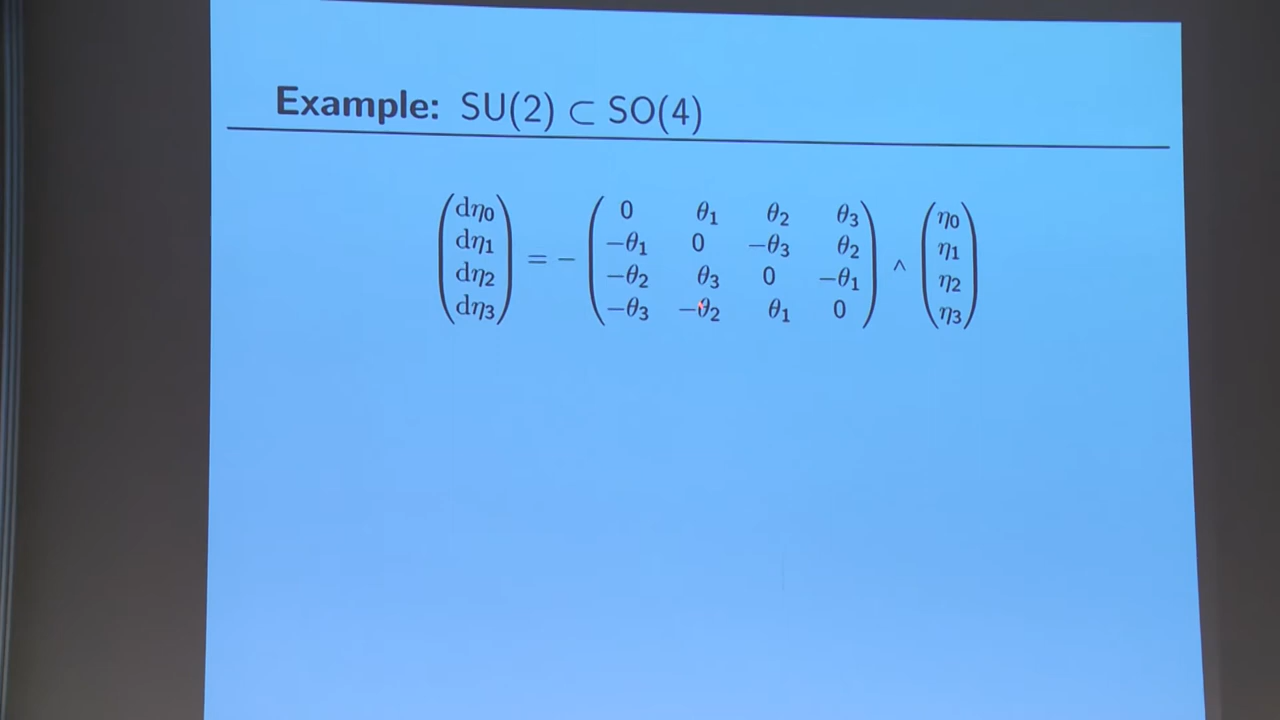 Example: SU(2) ⊂ SO(4)
(dη0 dη1 dη2 dη3) = − (0 θ1 θ2 θ3
−θ1 0 −θ3 θ2
−θ2 θ3 0 −θ1
−θ3 −θ2 θ1 0) ∧ (η0 η1 η2 η3)